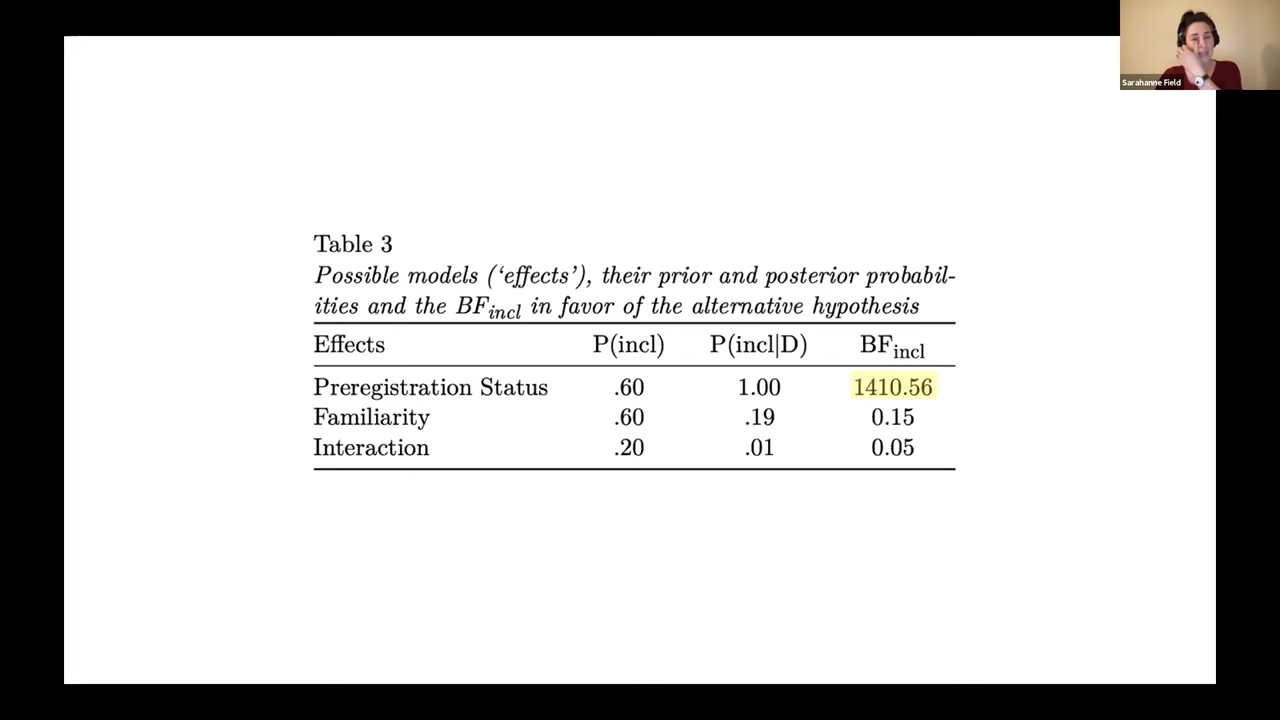 Sarahanne Field
Table 3
Possible models (‘effects’), their prior and posterior probabil-
ities and the BFincl in favor of the alternative hypothesis
Effects P(incl) P(incl|D) BFincl
Preregistration Status .60 1.00 1410.56
Familiarity .60 .19 0.15
Interaction .20 .01 0.05